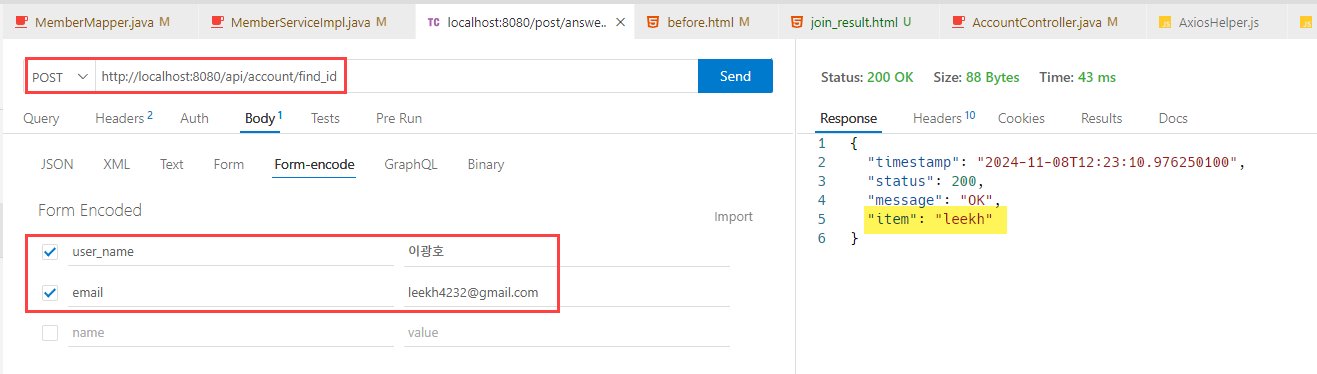 MemberMapper.java M MemberServiceImpl.java M TC localhost:8080/post/answe... before.html M join_result.html U AccountController.java M JS AxiosHelper.js JS
POST http://localhost:8080/api/account/find_id Send
Query Headers 2 Auth Body 1 Tests Pre Run
JSON XML Text Form Form-encode GraphQL Binary
Form Encoded
Import
user_name 이광호
email leekh4232@gmail.com
name value
Status: 200 OK Size: 88 Bytes Time: 43 ms
Response Headers 10 Cookies Results Docs
1 {
2 "timestamp": "2024-11-08T12:23:10.976250100",
3 "status": 200,
4 "message": "OK",
5 "item": "leekh"
6 }